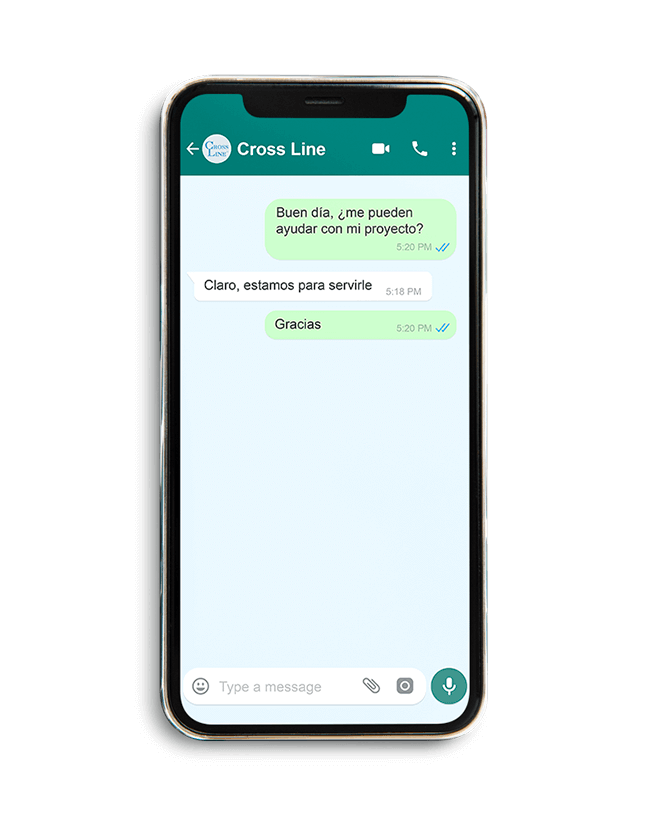 CROSS
LINE
Cross Line
Buen día, ¿me pueden
ayudar con mi proyecto?
5:20 PM
Claro, estamos para servirle
5:18 PM
Gracias
5:20 PM
Type a message